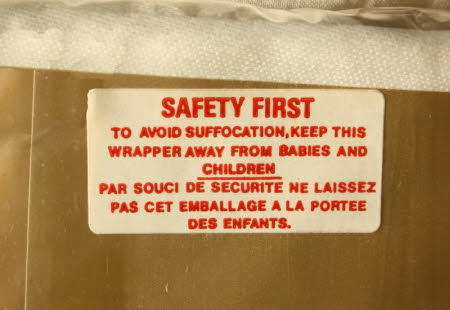 SAFETY FIRST
TO AVOID SUFFOCATION, KEEP THIS
WRAPPER AWAY FROM BABIES AND
CHILDREN
PAR SOUCI DE SECURITE NE LAISSEZ
PAS CET EMBALLAGE A LA PORTEE
DES ENFANTS.